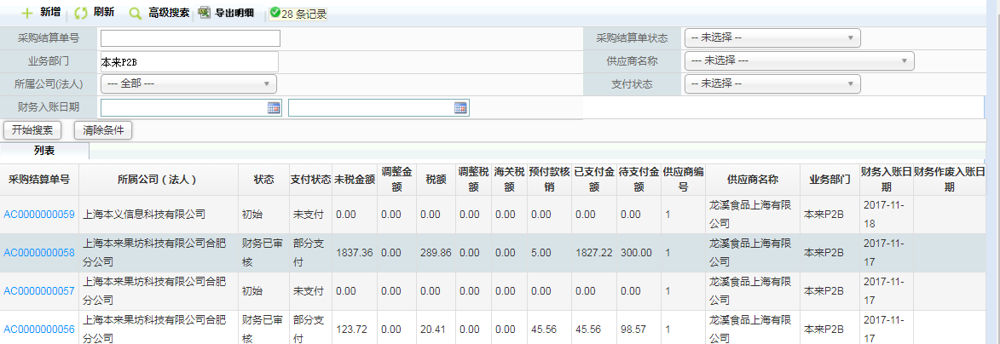 新增 刷新 高级搜索 导出明细 28 条记录
采购结算单号 采购结算单状态 -- 未选择 --
业务部门 本来P2B 供应商名称 --- 未选择 ---
所属公司(法人) --- 全部 --- 支付状态 -- 未选择 --
财务入账日期
开始搜索 清除条件
列表
采购结算单号 所属公司（法人） 状态 支付状态 未税金额 调整金额 税额 调整税额 海关税额 预付款核销 已支付金额 待支付金额 供应商编号 供应商名称 业务部门 财务入账日期 财务作废入账日期
AC0000000059 上海本义信息科技有限公司 初始 未支付 0.00 0.00 0.00 0.00 0.00 0.00 0.00 0.00 1 龙溪食品上海有限公司 本来P2B 2017-11-18
AC0000000058 上海本来果坊科技有限公司合肥分公司 财务已审核 部分支付 1837.36 0.00 289.86 0.00 0.00 5.00 1827.22 300.00 1 龙溪食品上海有限公司 本来P2B 2017-11-17
AC0000000057 上海本来果坊科技有限公司合肥分公司 初始 未支付 0.00 0.00 0.00 0.00 0.00 0.00 0.00 0.00 1 龙溪食品上海有限公司 本来P2B 2017-11-17
AC0000000056 上海本来果坊科技有限公司合肥分公司 财务已审核 部分支付 123.72 0.00 20.41 0.00 0.00 45.56 45.56 98.57 1 龙溪食品上海有限公司 本来P2B 2017-11-17